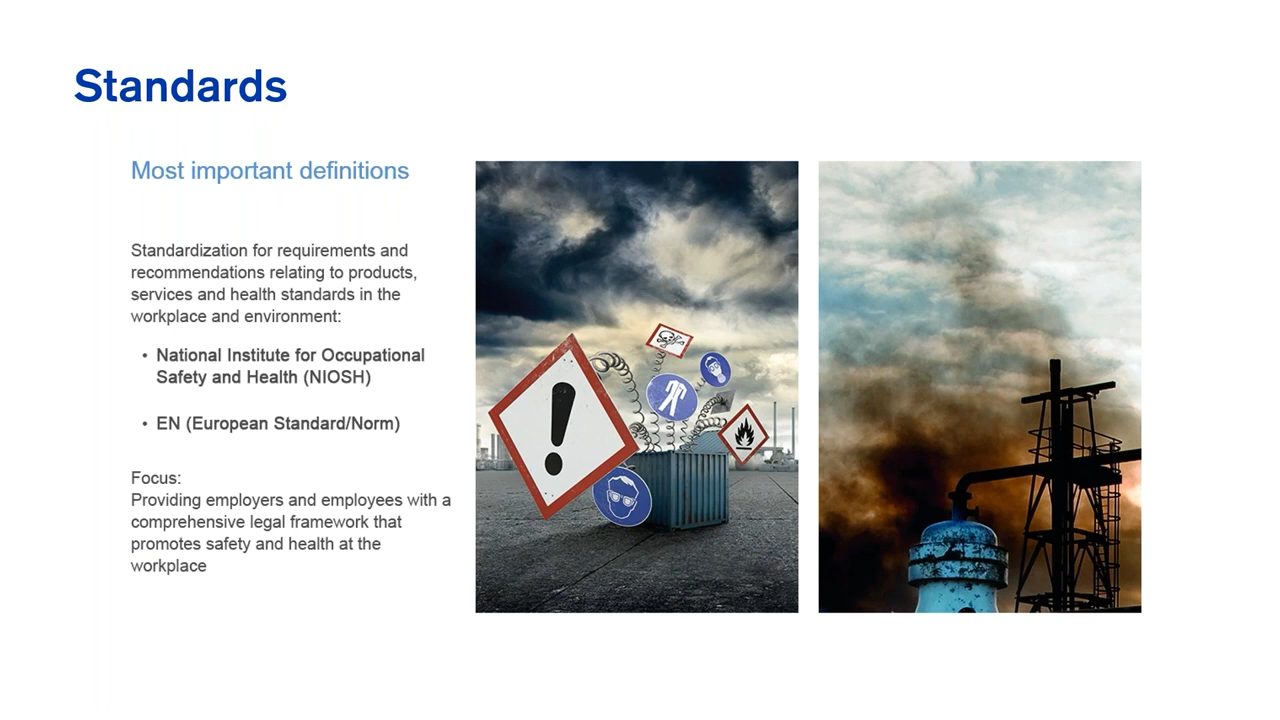 Standards
Most important definitions
Standardization for requirements and
recommendations relating to products,
services and health standards in the
workplace and environment:
• National Institute for Occupational
Safety and Health (NIOSH)
• EN (European Standard/Norm)
Focus:
Providing employers and employees with a
comprehensive legal framework that
promotes safety and health at the
workplace